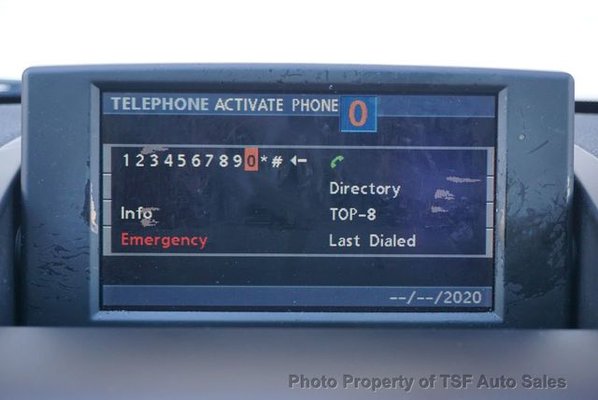 TELEPHONE ACTIVATE PHONE 0
1234567890*#←
Directory
Info TOP-8
Emergency Last Dialed
--/--/2020
Photo Property of TSF Auto Sales